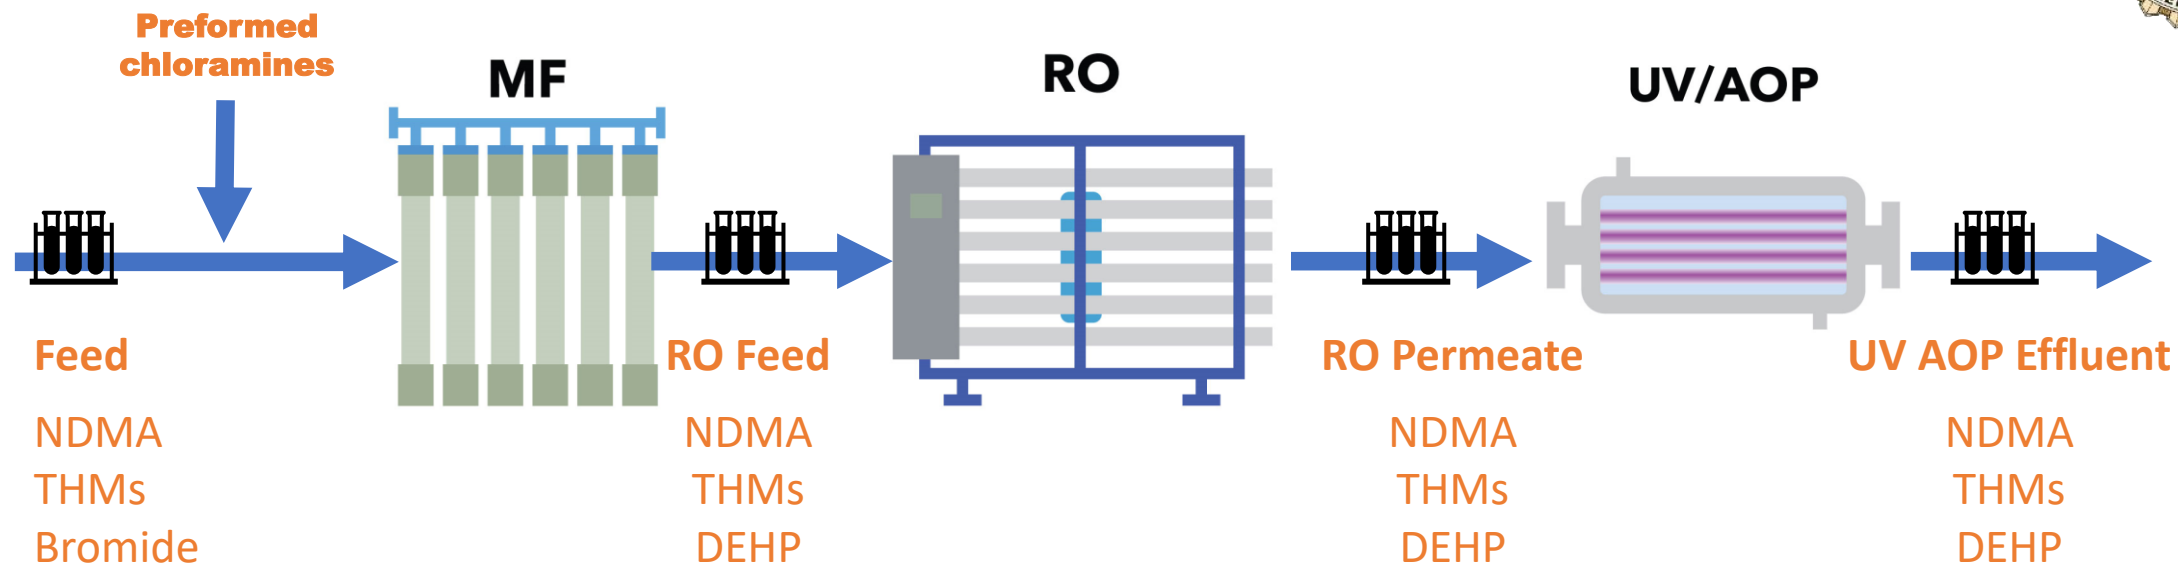 Preformed
chloramines
MF
RO
UV/AOP
Feed
NDMA
THMs
Bromide
RO Feed
NDMA
THMs
DEHP
RO Permeate
NDMA
THMs
DEHP
UV AOP Effluent
NDMA
THMs
DEHP